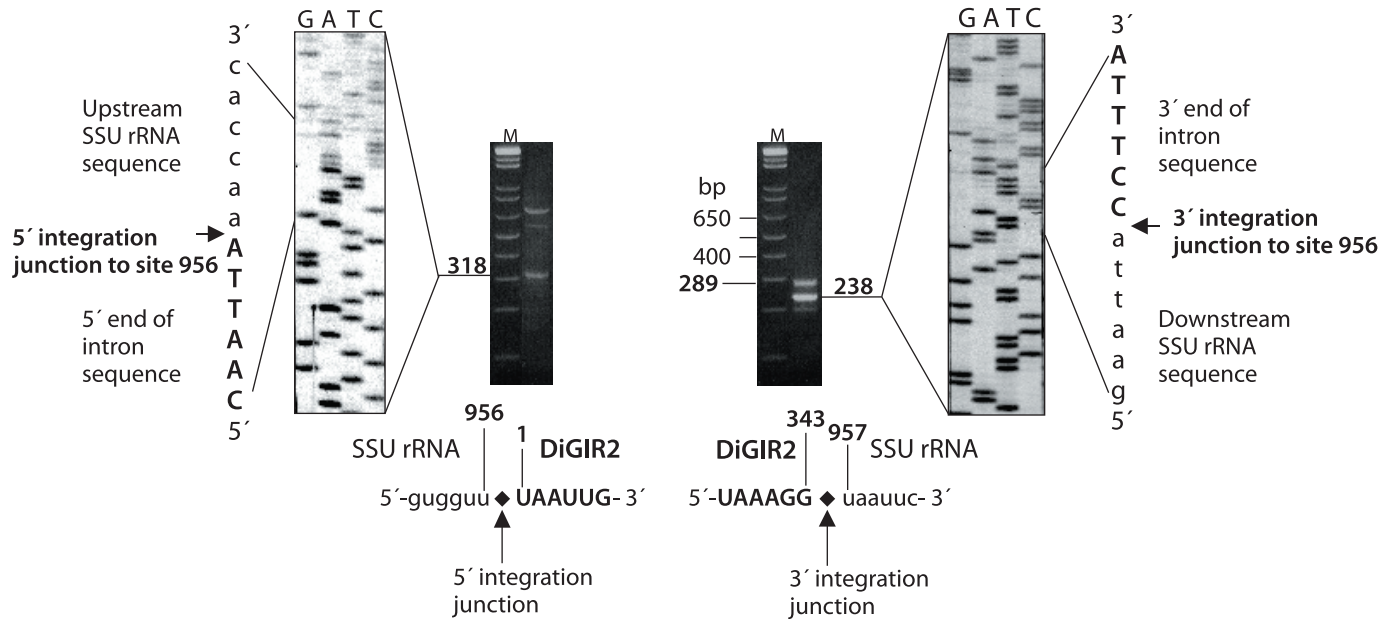 G A T C
3´
c
a
c
c
a
a
A
T
T
A
A
C
5´
Upstream
SSU rRNA
sequence
5´ integration
junction to site 956
5´ end of
intron
sequence
318
M
M
bp
650
400
289
238
G A T C
3´
A
T
T
T
C
C
a
t
t
a
a
g
5´
3´ end of
intron
sequence
3´ integration
junction to site 956
Downstream
SSU rRNA
sequence
956
1
SSU rRNA
DiGIR2
5´-gugguu ◆ UAAUUG- 3´
5´ integration
junction
343
957
DiGIR2
SSU rRNA
5´-UAAAGG ◆ uaauuc- 3´
3´ integration
junction